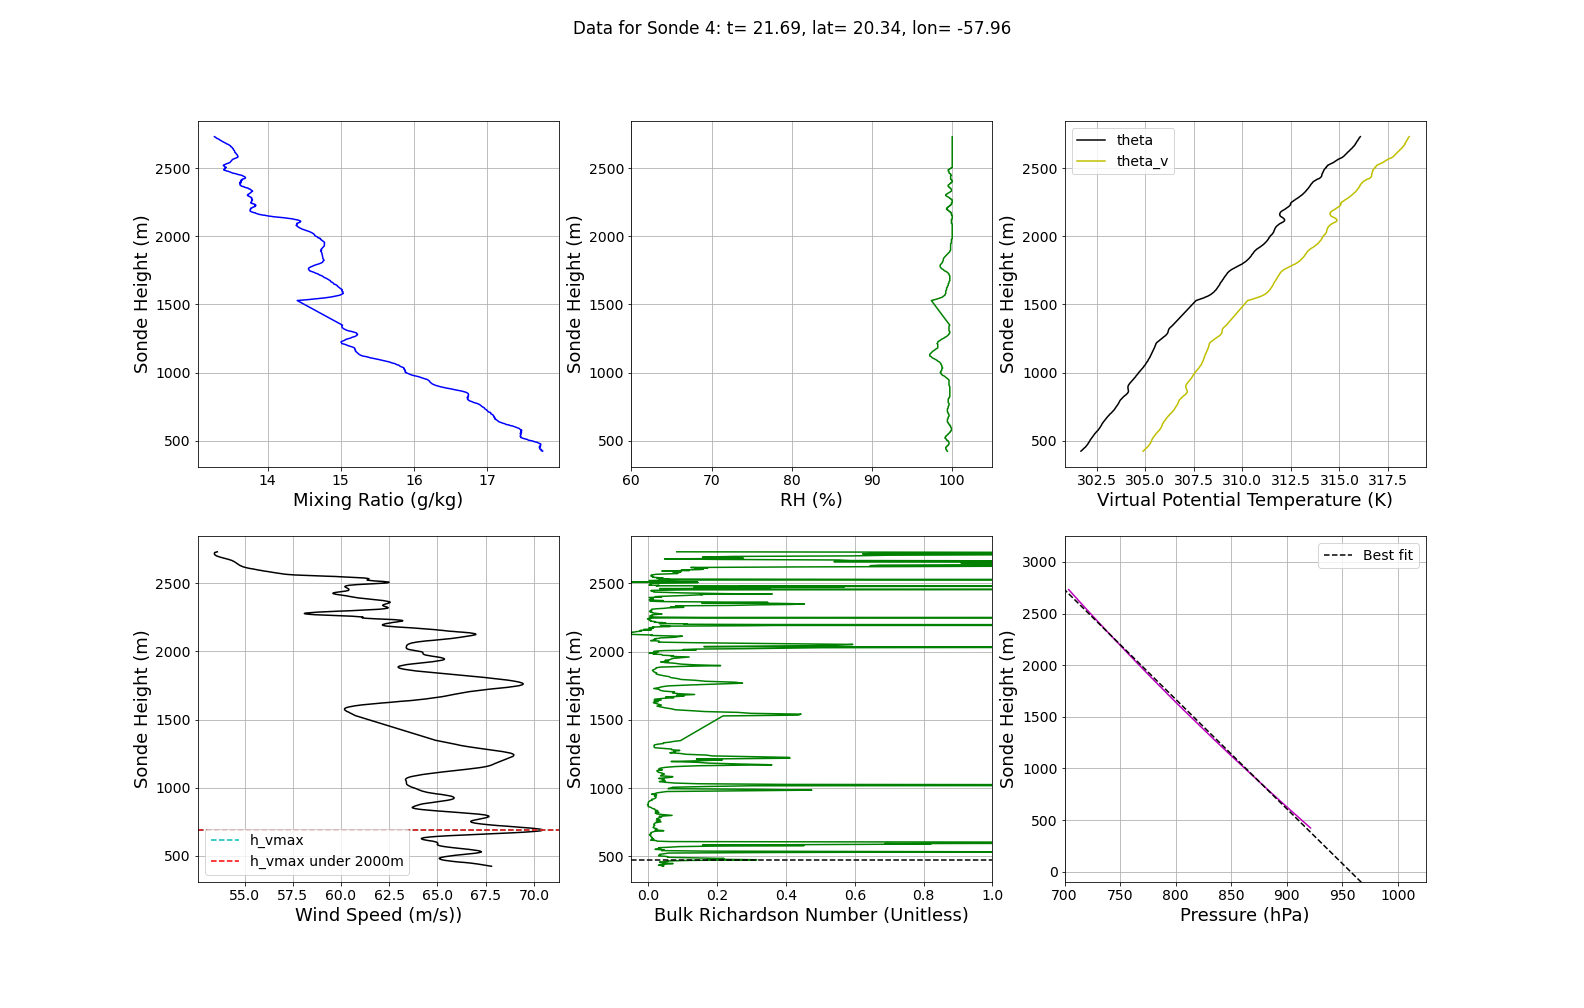 Data for Sonde 4: t= 21.69, lat= 20.34, lon= -57.96
Sonde Height (m)
2500
2000
1500
1000
500
14 15 16 17
Mixing Ratio (g/kg)
Sonde Height (m)
2500
2000
1500
1000
500
60 70 80 90 100
RH (%)
Sonde Height (m)
2500
2000
1500
1000
500
theta
theta_v
302.5 305.0 307.5 310.0 312.5 315.0 317.5
Virtual Potential Temperature (K)
Sonde Height (m)
2500
2000
1500
1000
500
h_vmax
h_vmax under 2000m
55.0 57.5 60.0 62.5 65.0 67.5 70.0
Wind Speed (m/s))
Sonde Height (m)
2500
2000
1500
1000
500
0.0 0.2 0.4 0.6 0.8 1.0
Bulk Richardson Number (Unitless)
Sonde Height (m)
3000
2500
2000
1500
1000
500
0
Best fit
700 750 800 850 900 950 1000
Pressure (hPa)